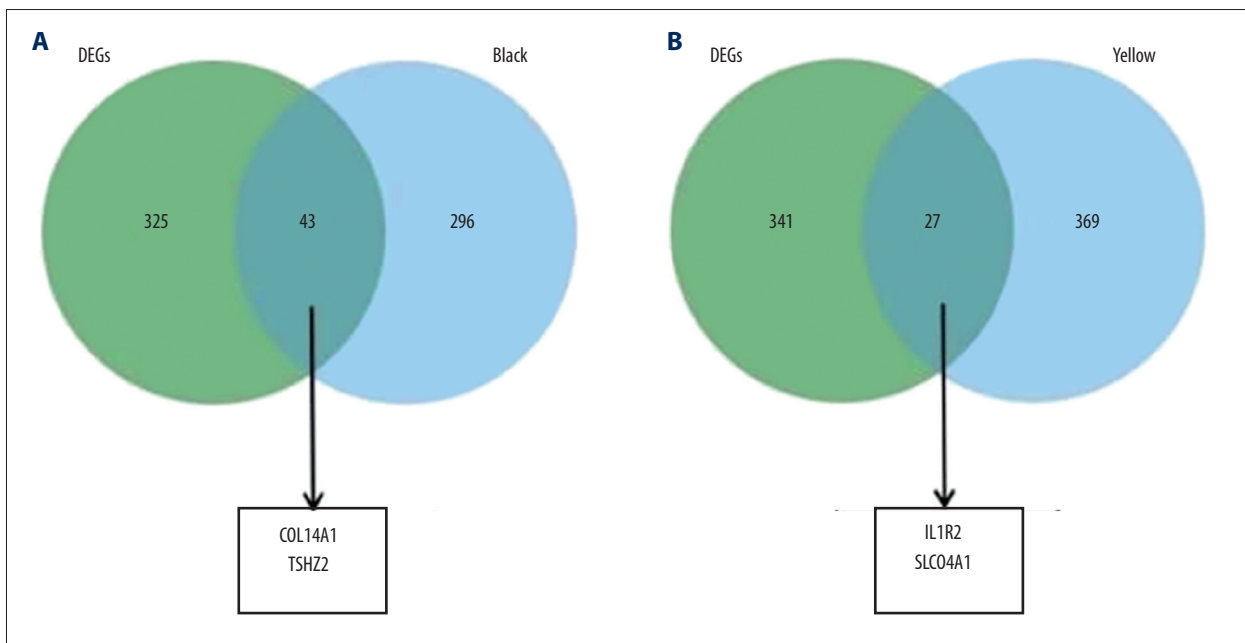 A
DEGs
Black
325
43
296
COL14A1
TSHZ2
B
DEGs
Yellow
341
27
369
IL1R2
SLCO4A1